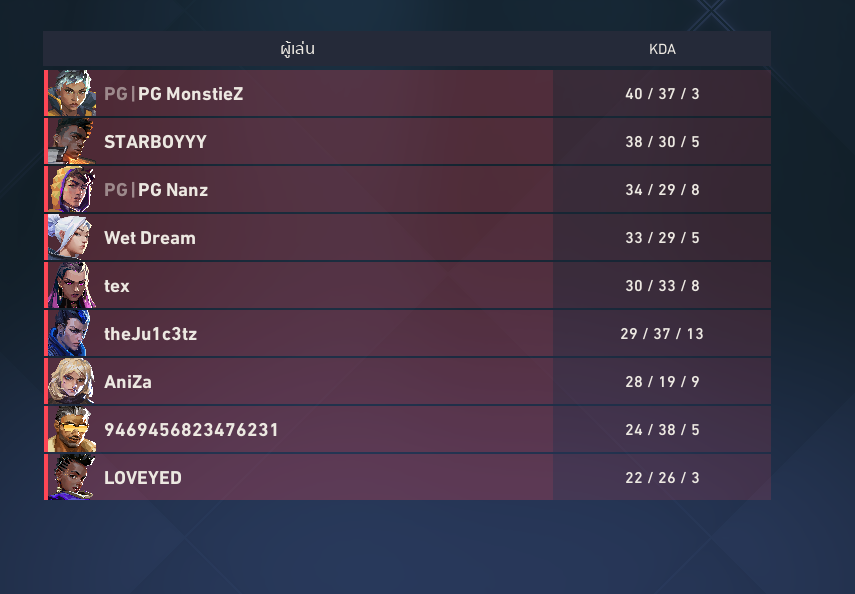 ผู้เล่น KDA
PG|PG MonstieZ 40 / 37 / 3
STARBOYYY 38 / 30 / 5
PG|PG Nanz 34 / 29 / 8
Wet Dream 33 / 29 / 5
tex 30 / 33 / 8
theJu1c3tz 29 / 37 / 13
AniZa 28 / 19 / 9
9469456823476231 24 / 38 / 5
LOVEYED 22 / 26 / 3